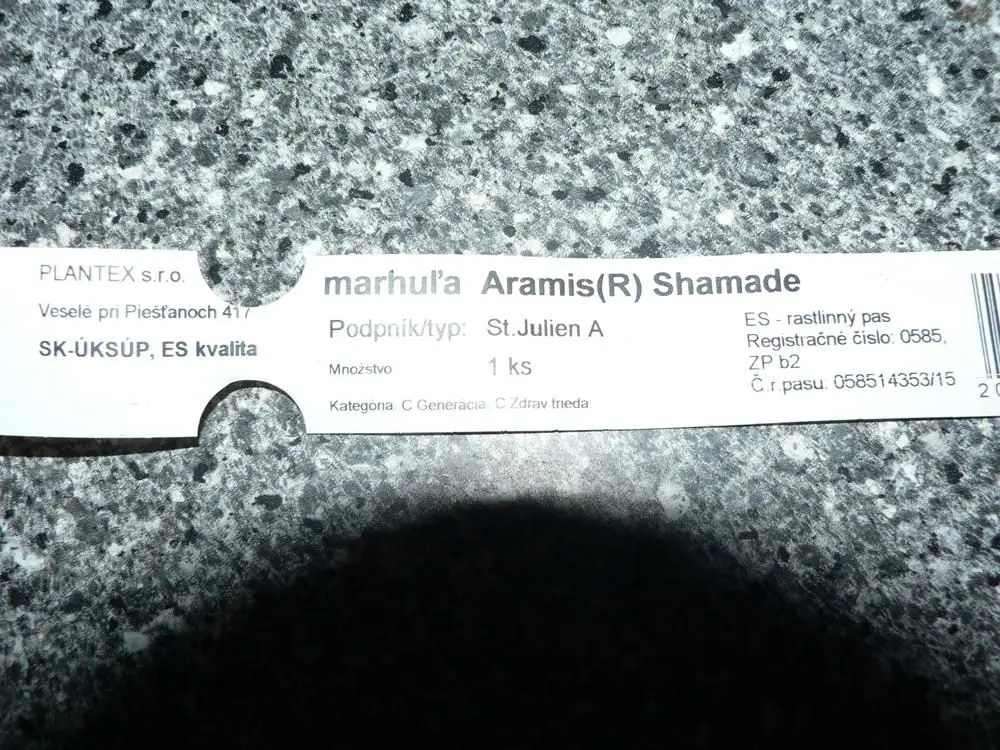 PLANTEX s.r.o.
Veselé pri Piešťanoch 417
SK-ÚKSÚP, ES kvalita
marhuľa Aramis(R) Shamade
Podpník/typ: St.Julien A
Množstvo 1 ks
Kategória: C Generácia: C Zdrav trieda
ES - rastlinný pas
Registračné číslo: 0585,
ZP b2
Č.r.pasu. 058514353/15
2